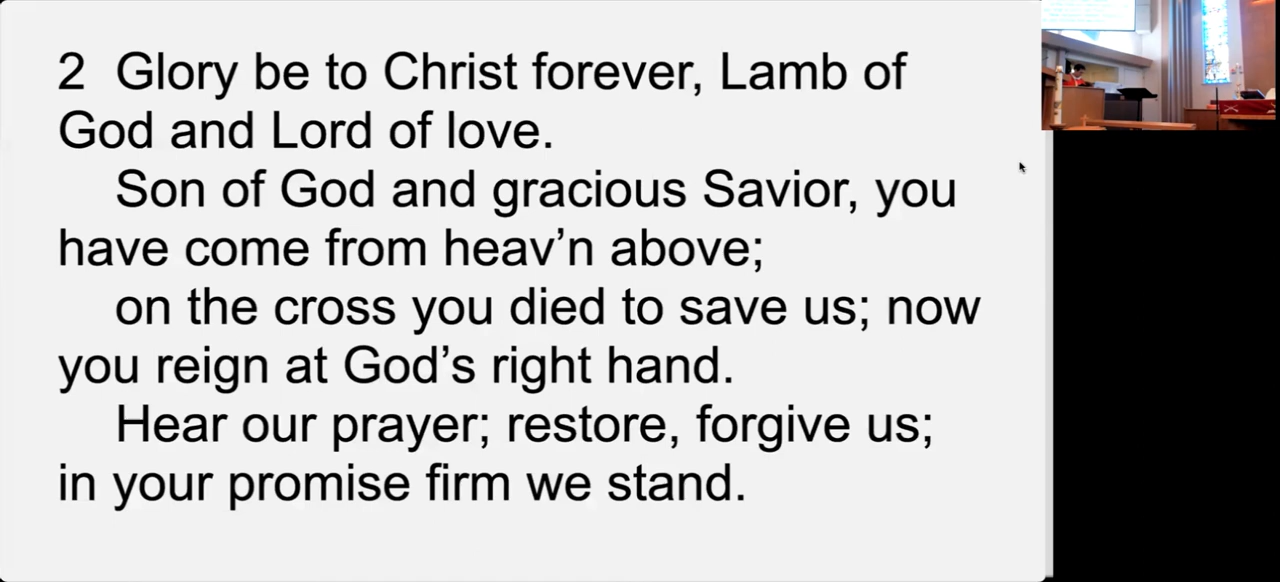 2 Glory be to Christ forever, Lamb of
God and Lord of love.
Son of God and gracious Savior, you
have come from heav’n above;
on the cross you died to save us; now
you reign at God’s right hand.
Hear our prayer; restore, forgive us;
in your promise firm we stand.